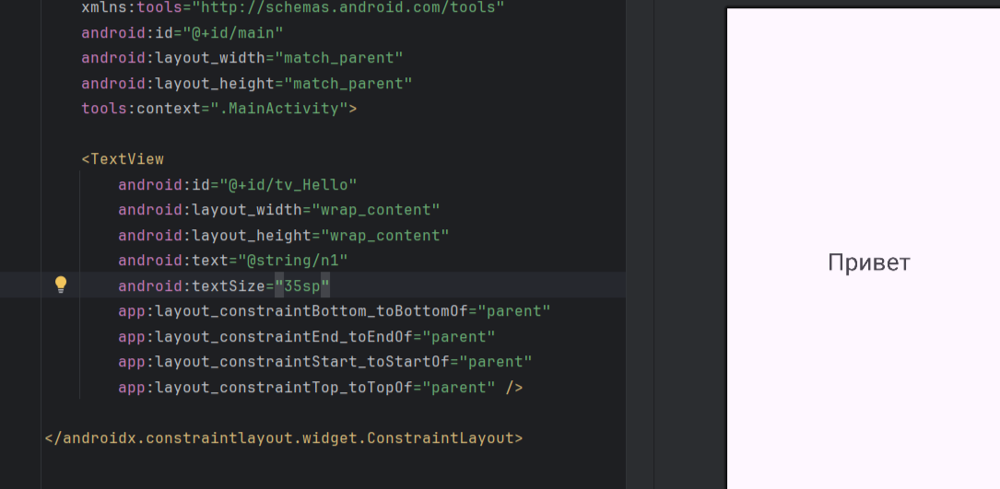 xmlns:tools="http://schemas.android.com/tools"
android:id="@+id/main"
android:layout_width="match_parent"
android:layout_height="match_parent"
tools:context=".MainActivity">
<TextView
android:id="@+id/tv_Hello"
android:layout_width="wrap_content"
android:layout_height="wrap_content"
android:text="@string/n1"
android:textSize="35sp"
app:layout_constraintBottom_toBottomOf="parent"
app:layout_constraintEnd_toEndOf="parent"
app:layout_constraintStart_toStartOf="parent"
app:layout_constraintTop_toTopOf="parent" />
</androidx.constraintlayout.widget.ConstraintLayout>
Привет